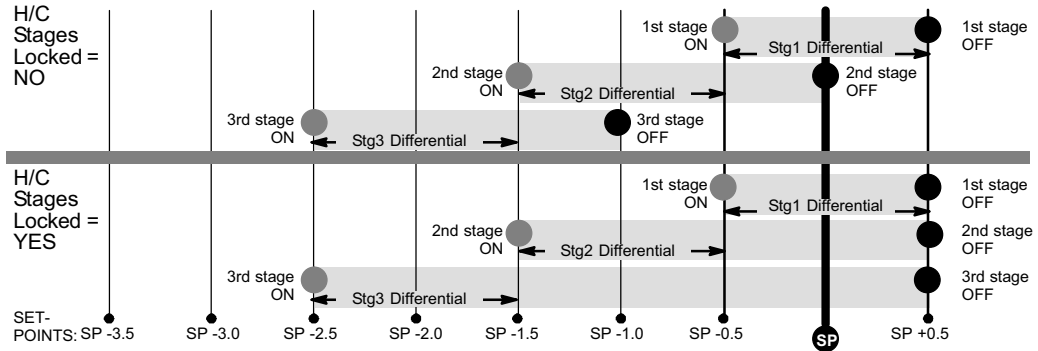 H/C
Stages
Locked =
NO
1st stage
ON
Stg1 Differential
1st stage
OFF
2nd stage
ON
Stg2 Differential
2nd stage
OFF
3rd stage
ON
Stg3 Differential
3rd stage
OFF
H/C
Stages
Locked =
YES
1st stage
ON
Stg1 Differential
1st stage
OFF
2nd stage
ON
Stg2 Differential
2nd stage
OFF
3rd stage
ON
Stg3 Differential
3rd stage
OFF
SET-
POINTS: SP -3.5 SP -3.0 SP -2.5 SP -2.0 SP -1.5 SP -1.0 SP -0.5 SP SP +0.5